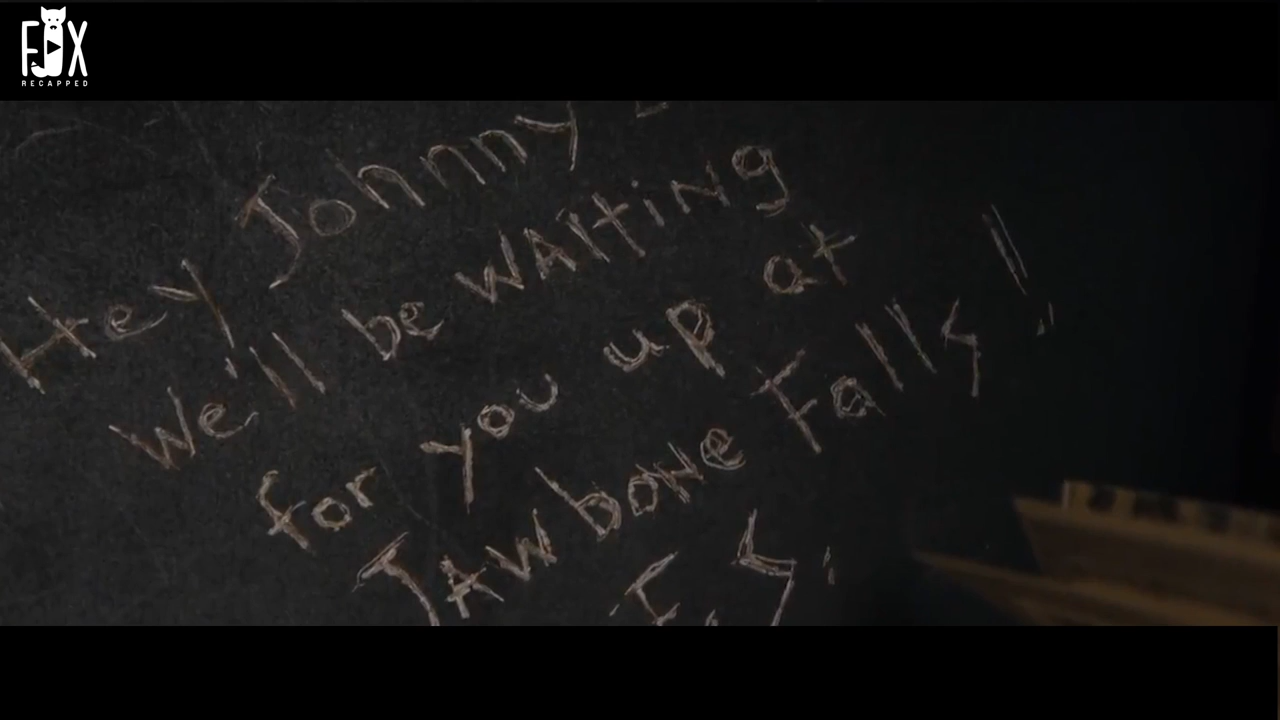 FOX
RECAPPED
Hey Johnny -
We'll be wAItiNg
for you up at
JAwboNe Falls!
F.S.